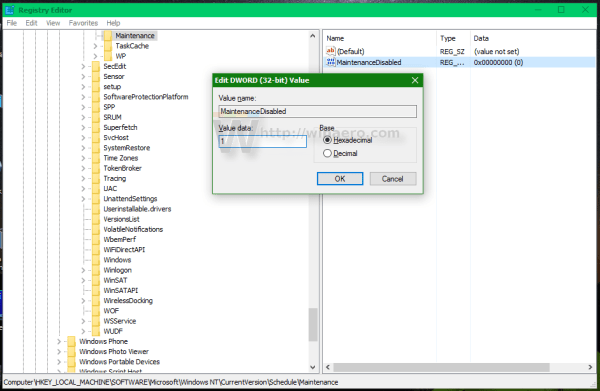 Registry Editor
File Edit View Favorites Help
Maintenance
TaskCache
WP
SecEdit
Sensor
setup
SoftwareProtectionPlatform
SPP
SRUM
Superfetch
SvcHost
SystemRestore
Time Zones
TokenBroker
Tracing
UAC
UnattendSettings
Userinstallable.drivers
VersionsList
VolatileNotifications
WbemPerf
WiFiDirectAPI
Windows
Winlogon
WinSAT
WinSATAPI
WirelessDocking
WOF
WSService
WUDF
Windows Phone
Windows Photo Viewer
Windows Portable Devices
Windows Script Host
Name Type Data
(Default) REG_SZ (value not set)
MaintenanceDisabled REG_... 0x00000000 (0)
Edit DWORD (32-bit) Value
Value name:
MaintenanceDisabled
Value data:
1
Base
Hexadecimal
Decimal
OK Cancel
W http://winaero.com
Computer\HKEY_LOCAL_MACHINE\SOFTWARE\Microsoft\Windows NT\CurrentVersion\Schedule\Maintenance